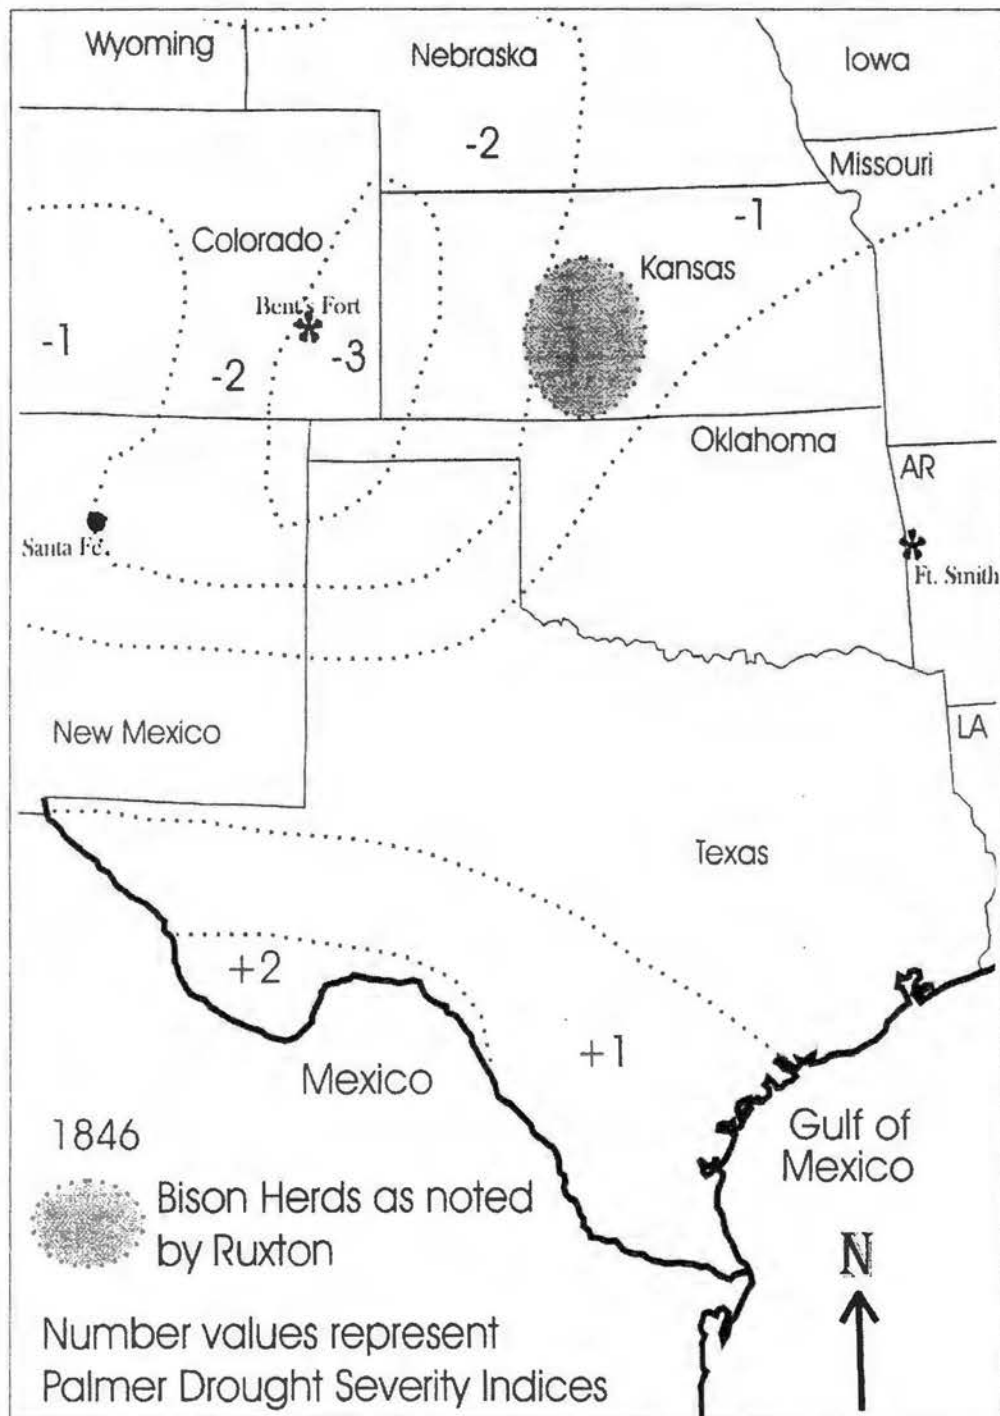 Wyoming
Nebraska
Iowa
-2
Missouri
-1
Colorado
Kansas
Bent's Fort
-1
-2
-3
Oklahoma
AR
Santa Fe
Ft. Smith
New Mexico
LA
Texas
+2
+1
Mexico
Gulf of
Mexico
1846
Bison Herds as noted
by Ruxton
N
Number values represent
Palmer Drought Severity Indices